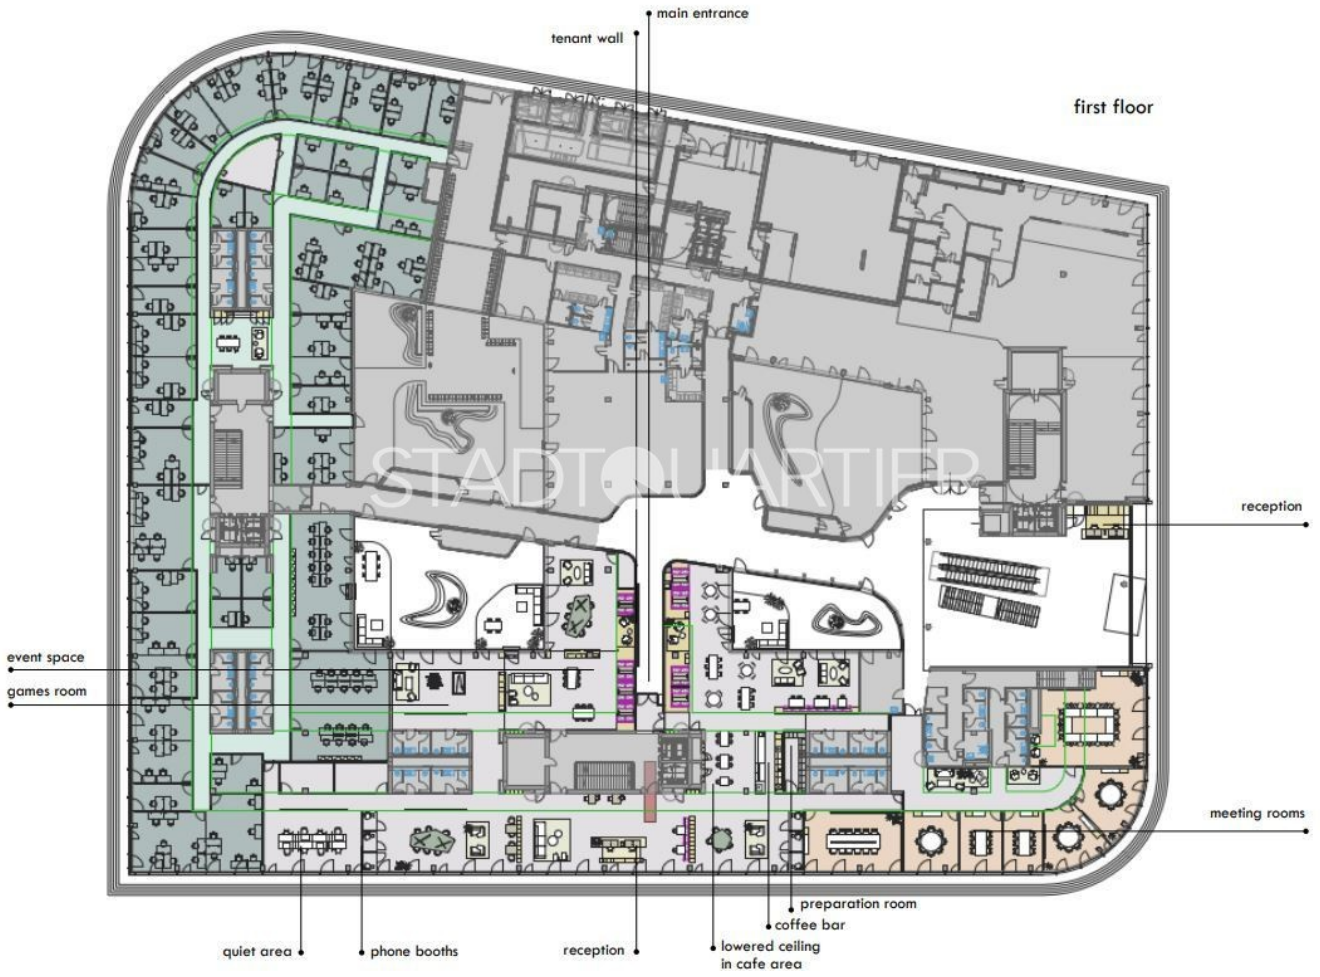 main entrance
tenant wall
first floor
STADTQUARTIER
reception
event space
games room
meeting rooms
preparation room
coffee bar
quiet area
phone booths
reception
lowered ceiling
in cafe area